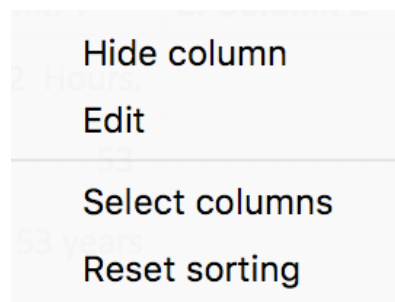 2 Hours.
Hide column
Edit
53
Select columns
53 years
Reset sorting